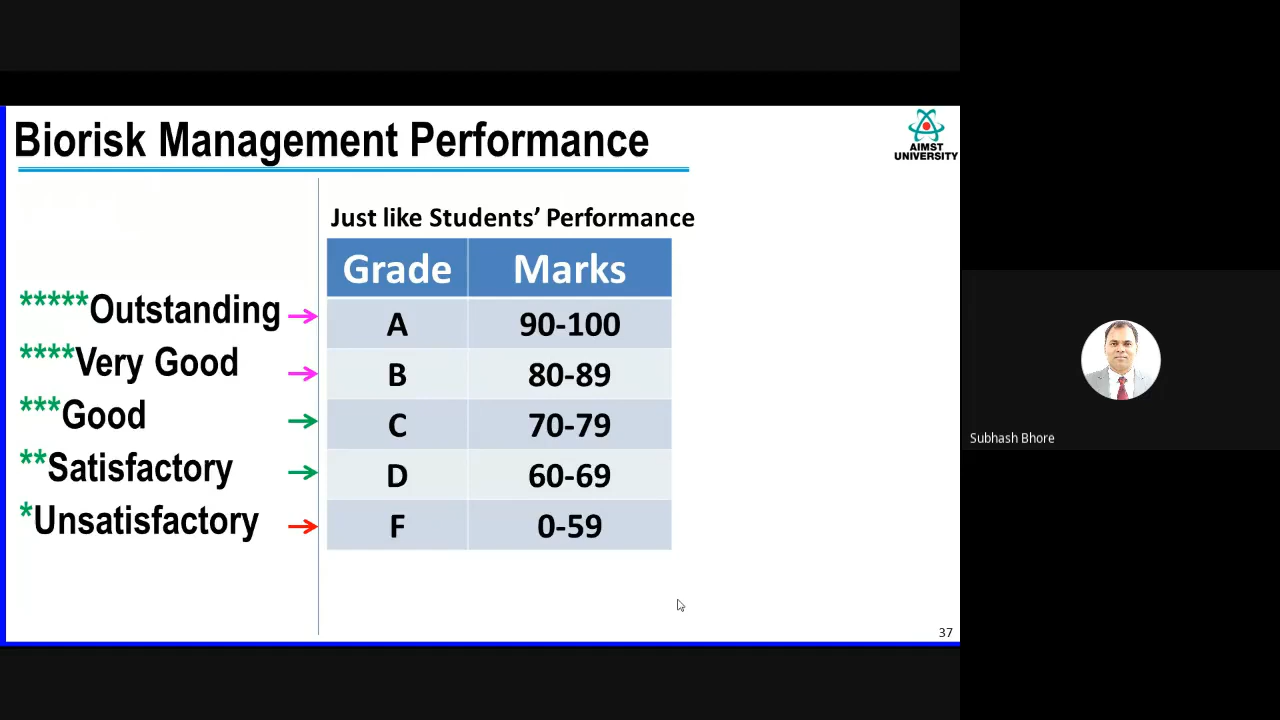 Biorisk Management Performance
AIMST
UNIVERSITY
Just like Students’ Performance
Grade Marks
*****Outstanding
A 90-100
****Very Good
B 80-89
***Good
C 70-79
**Satisfactory
D 60-69
*Unsatisfactory
F 0-59
37
Subhash Bhore